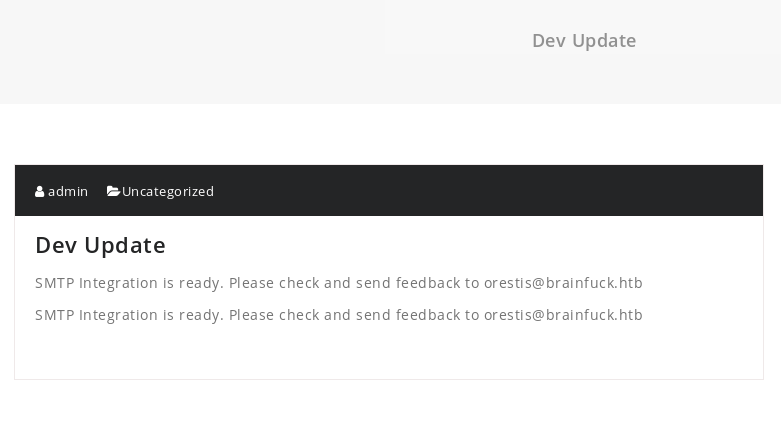 Dev Update
admin Uncategorized
Dev Update
SMTP Integration is ready. Please check and send feedback to orestis@brainfuck.htb
SMTP Integration is ready. Please check and send feedback to orestis@brainfuck.htb